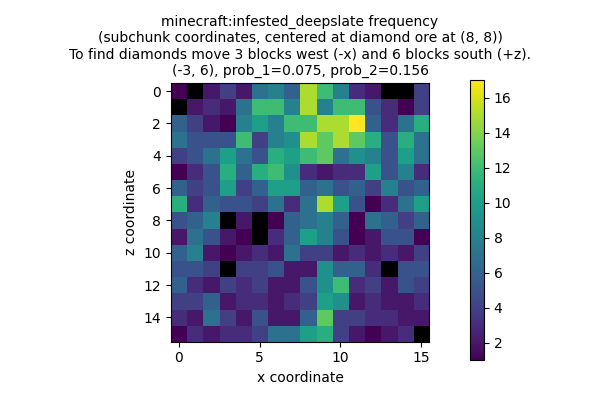 minecraft:infested_deepslate frequency
(subchunk coordinates, centered at diamond ore at (8, 8))
To find diamonds move 3 blocks west (-x) and 6 blocks south (+z).
(-3, 6), prob_1=0.075, prob_2=0.156
0
2
4
6
8
10
12
14
z coordinate
0 5 10 15
x coordinate
16
14
12
10
8
6
4
2